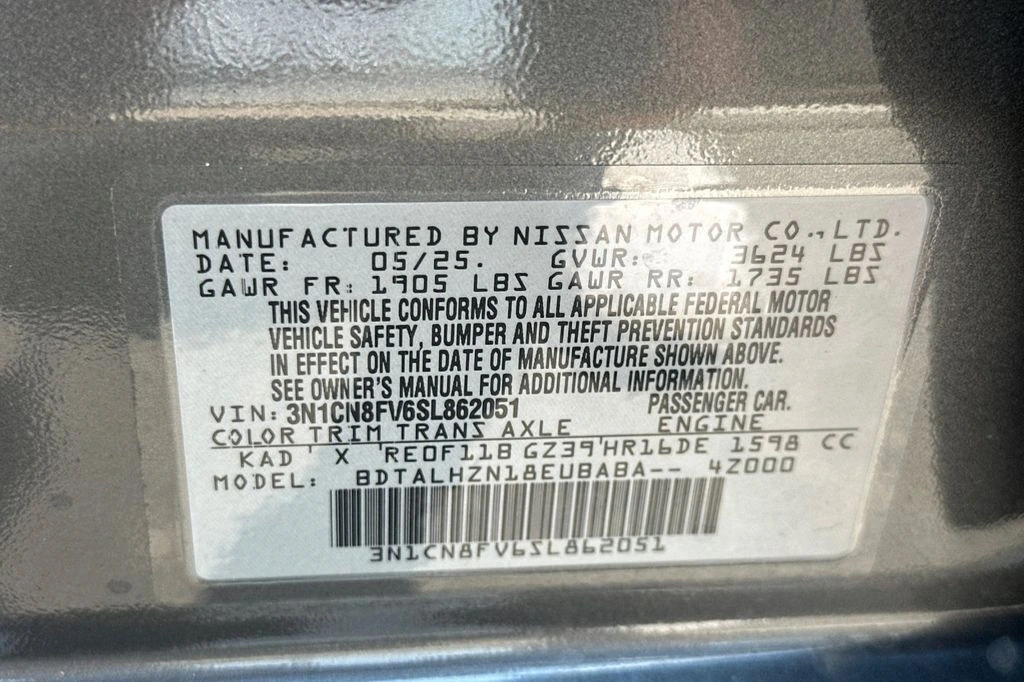 MANUFACTURED BY NISSAN MOTOR CO., LTD.
DATE: 05/25. GVWR: 3624 LBS
GAWR FR: 1905 LBS GAWR RR: 1735 LBS
THIS VEHICLE CONFORMS TO ALL APPLICABLE FEDERAL MOTOR
VEHICLE SAFETY, BUMPER AND THEFT PREVENTION STANDARDS
IN EFFECT ON THE DATE OF MANUFACTURE SHOWN ABOVE.
SEE OWNER'S MANUAL FOR ADDITIONAL INFORMATION.
VIN: 3N1CN8FV6SL862051 PASSENGER CAR.
COLOR TRIM TRANS AXLE ENGINE
KAD X RE0F11B GZ39 HR16DE 1598 CC
MODEL: BDTALHZN18EUBABA-- 4Z000
3N1CN8FV6SL862051